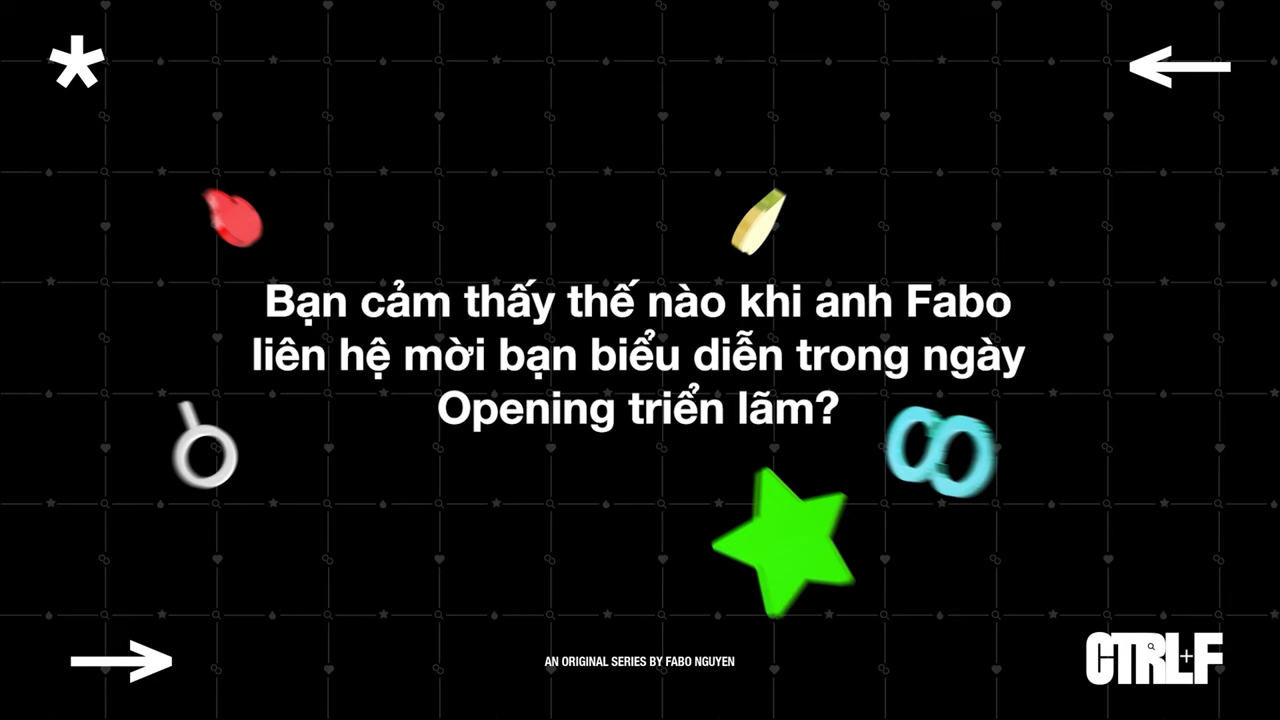 Bạn cảm thấy thế nào khi anh Fabo
liên hệ mời bạn biểu diễn trong ngày
Opening triển lãm?
AN ORIGINAL SERIES BY FABO NGUYEN
CTRL+F